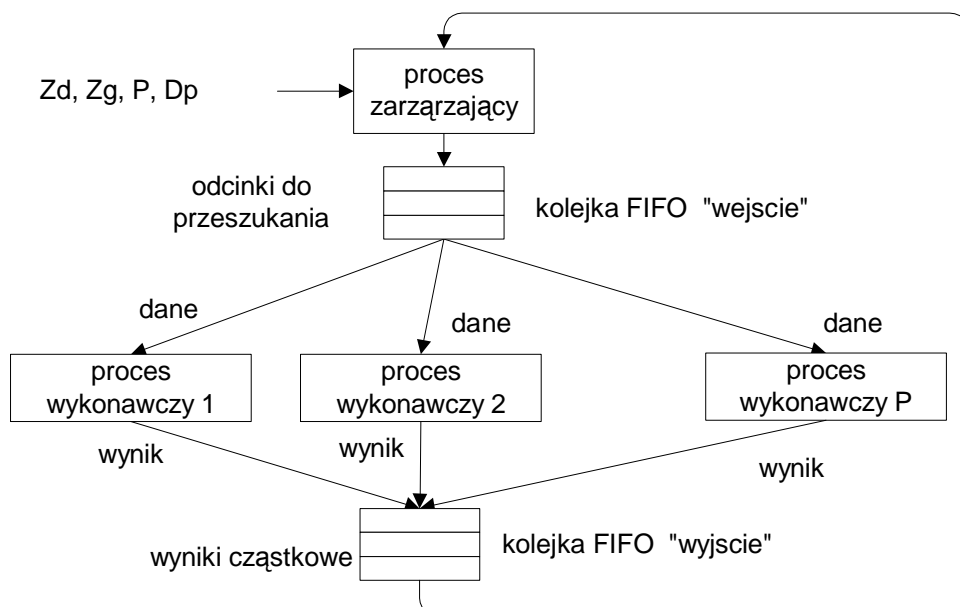 proces
zarząrzający
Zd, Zg, P, Dp
odcinki do
przeszukania
kolejka FIFO "wejscie"
dane
dane
dane
proces
wykonawczy 1
proces
wykonawczy 2
proces
wykonawczy P
wynik
wynik
wynik
wyniki cząstkowe
kolejka FIFO "wyjscie"